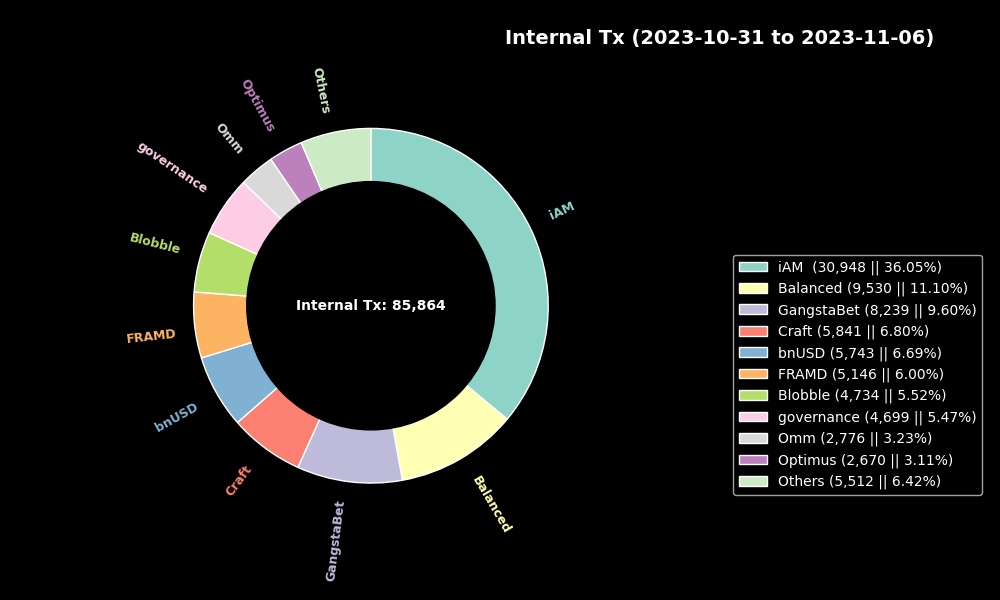 Internal Tx (2023-10-31 to 2023-11-06)
Others
Optimus
Omm
governance
iAM
Blobble
FRAMD
bnUSD
Craft
GangstaBet
Balanced
Internal Tx: 85,864
iAM  (30,948 || 36.05%)
Balanced (9,530 || 11.10%)
GangstaBet (8,239 || 9.60%)
Craft (5,841 || 6.80%)
bnUSD (5,743 || 6.69%)
FRAMD (5,146 || 6.00%)
Blobble (4,734 || 5.52%)
governance (4,699 || 5.47%)
Omm (2,776 || 3.23%)
Optimus (2,670 || 3.11%)
Others (5,512 || 6.42%)